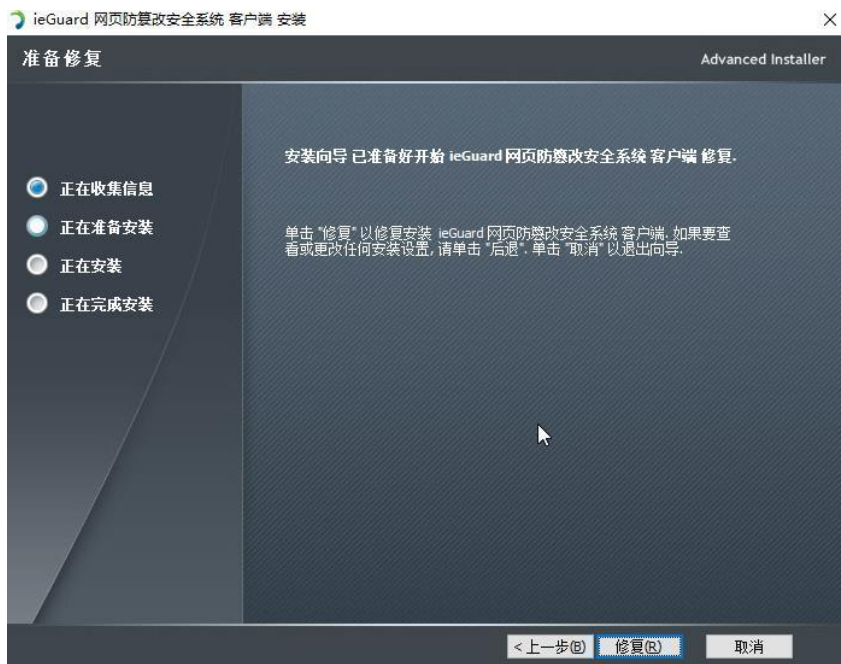 ieGuard 网页防篡改安全系统 客户端 安装
准备修复
Advanced Installer
安装向导 已准备好开始 ieGuard 网页防篡改安全系统 客户端 修复.
正在收集信息
正在准备安装
正在安装
正在完成安装
单击 "修复" 以修复安装 ieGuard 网页防篡改安全系统 客户端. 如果要查
看或更改任何安装设置, 请单击 "后退". 单击 "取消" 以退出向导.
<上一步(B)
修复(R)
取消